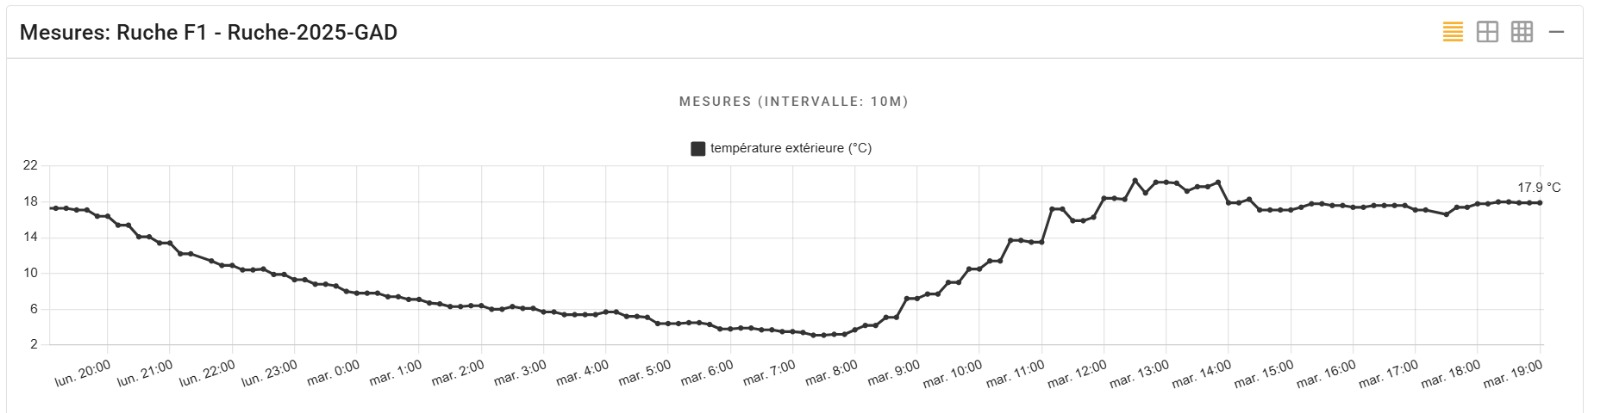 Mesures: Ruche F1 - Ruche-2025-GAD
MESURES (INTERVALLE: 10M)
température extérieure (°C)
22
18
14
10
6
2
17.9 °C
lun. 20:00
lun. 21:00
lun. 22:00
lun. 23:00
mar. 0:00
mar. 1:00
mar. 2:00
mar. 3:00
mar. 4:00
mar. 5:00
mar. 6:00
mar. 7:00
mar. 8:00
mar. 9:00
mar. 10:00
mar. 11:00
mar. 12:00
mar. 13:00
mar. 14:00
mar. 15:00
mar. 16:00
mar. 17:00
mar. 18:00
mar. 19:00